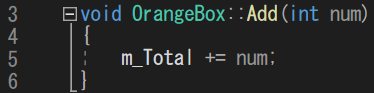 3 void OrangeBox::Add(int num)
4 {
5 m_Total += num;
6 }